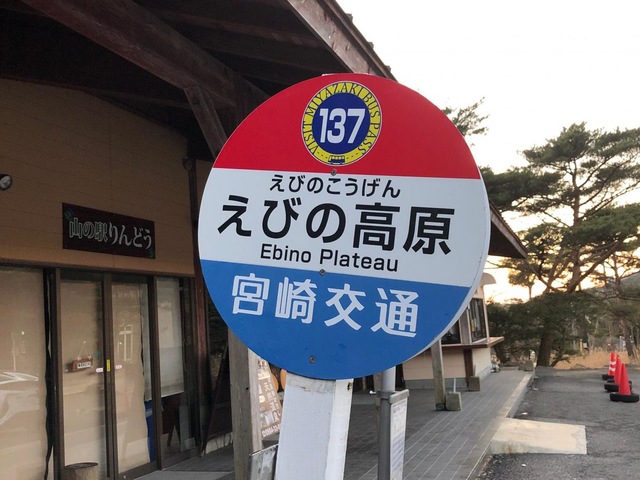 VISIT MIYAZAKI BUS PASS
137
えびのこうげん
えびの高原
Ebino Plateau
宮崎交通
山の駅りんどう